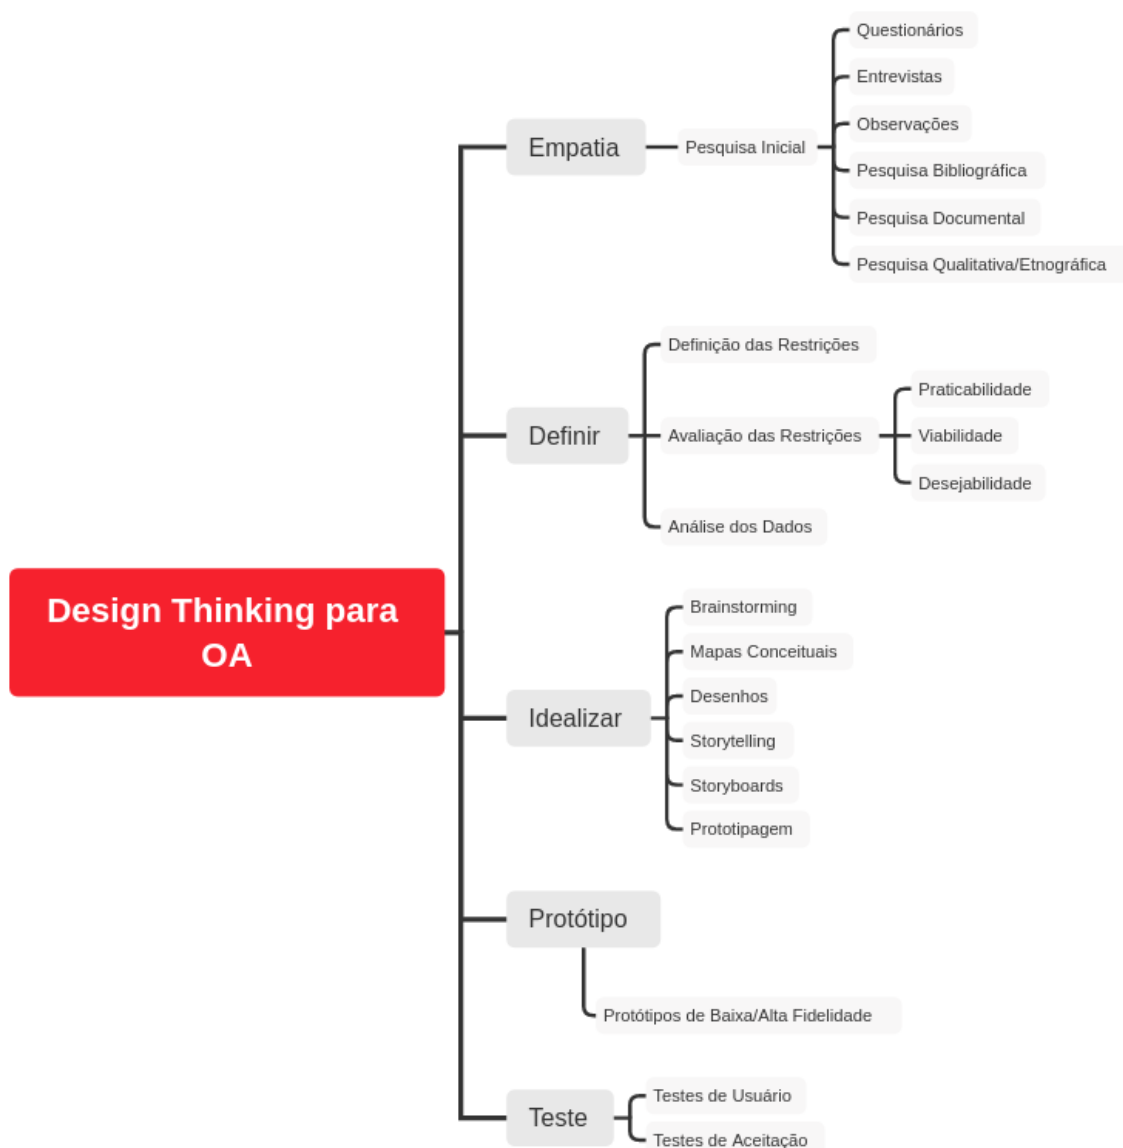 Design Thinking para
OA
Empatia
Pesquisa Inicial
Questionários
Entrevistas
Observações
Pesquisa Bibliográfica
Pesquisa Documental
Pesquisa Qualitativa/Etnográfica
Definir
Definição das Restrições
Avaliação das Restrições
Praticabilidade
Viabilidade
Desejabilidade
Análise dos Dados
Idealizar
Brainstorming
Mapas Conceituais
Desenhos
Storytelling
Storyboards
Prototipagem
Protótipo
Protótipos de Baixa/Alta Fidelidade
Teste
Testes de Usuário
Testes de Aceitação